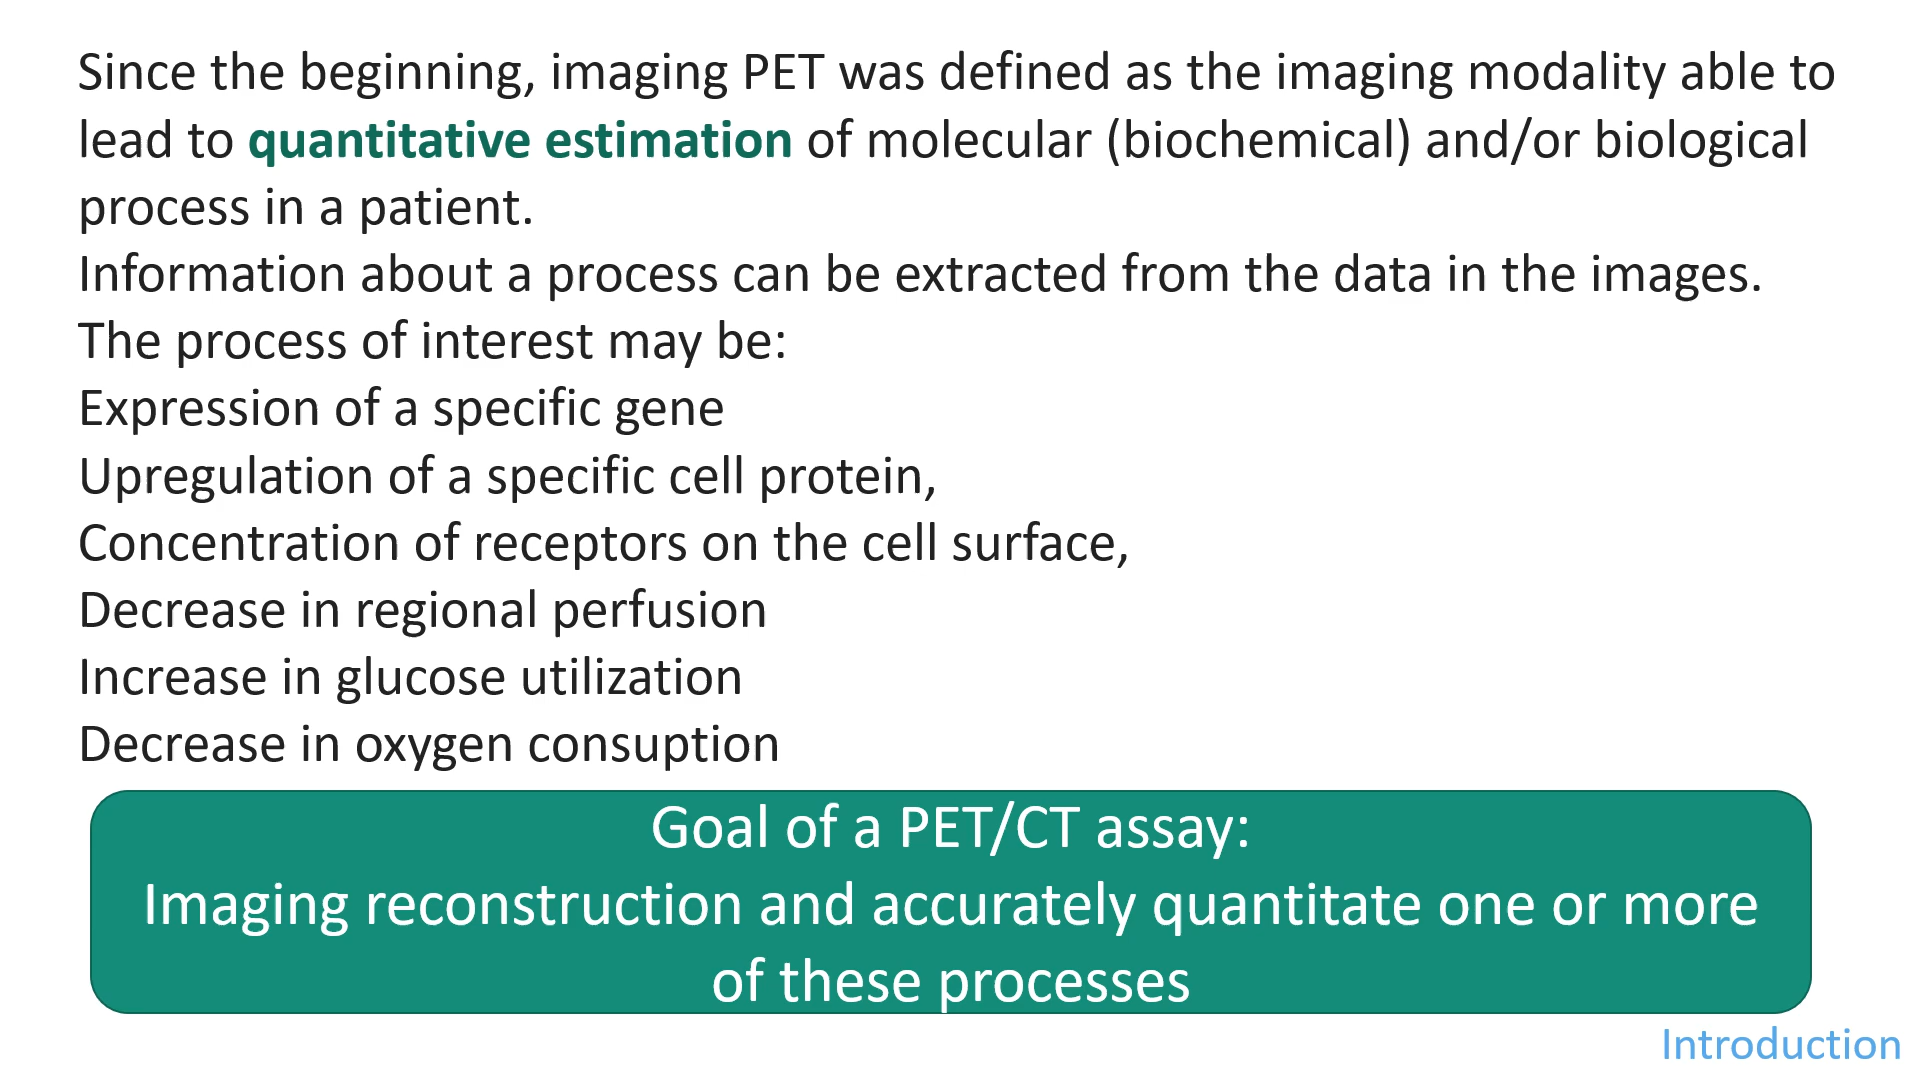 Since the beginning, imaging PET was defined as the imaging modality able to
lead to quantitative estimation of molecular (biochemical) and/or biological
process in a patient.
Information about a process can be extracted from the data in the images.
The process of interest may be:
Expression of a specific gene
Upregulation of a specific cell protein,
Concentration of receptors on the cell surface,
Decrease in regional perfusion
Increase in glucose utilization
Decrease in oxygen consuption
Goal of a PET/CT assay:
Imaging reconstruction and accurately quantitate one or more
of these processes
Introduction